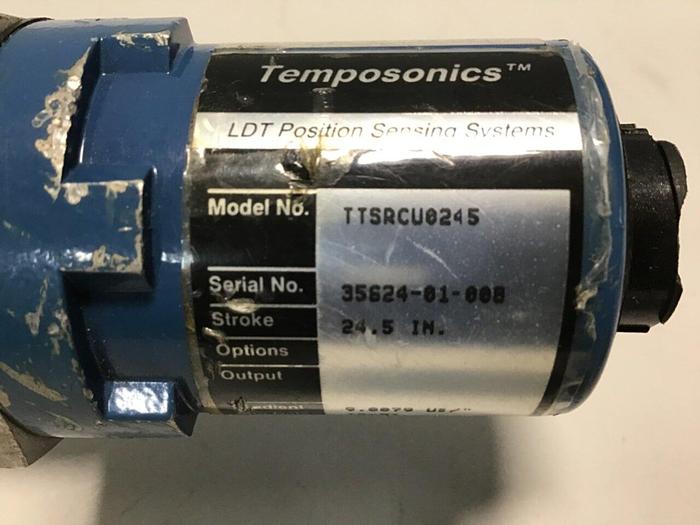 Temposonics™
LDT Position Sensing Systems
Model No. TTSRCU0245
Serial No. 35624-01-008
Stroke 24.5 IN.
Options
Output